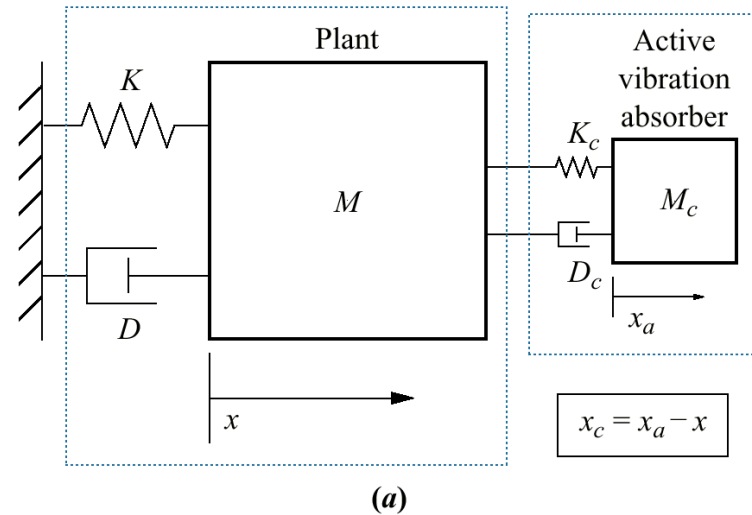 Plant
Active
vibration
absorber
K
K_c
M
M_c
D_c
D
x_a
x
x_c = x_a − x
(a)